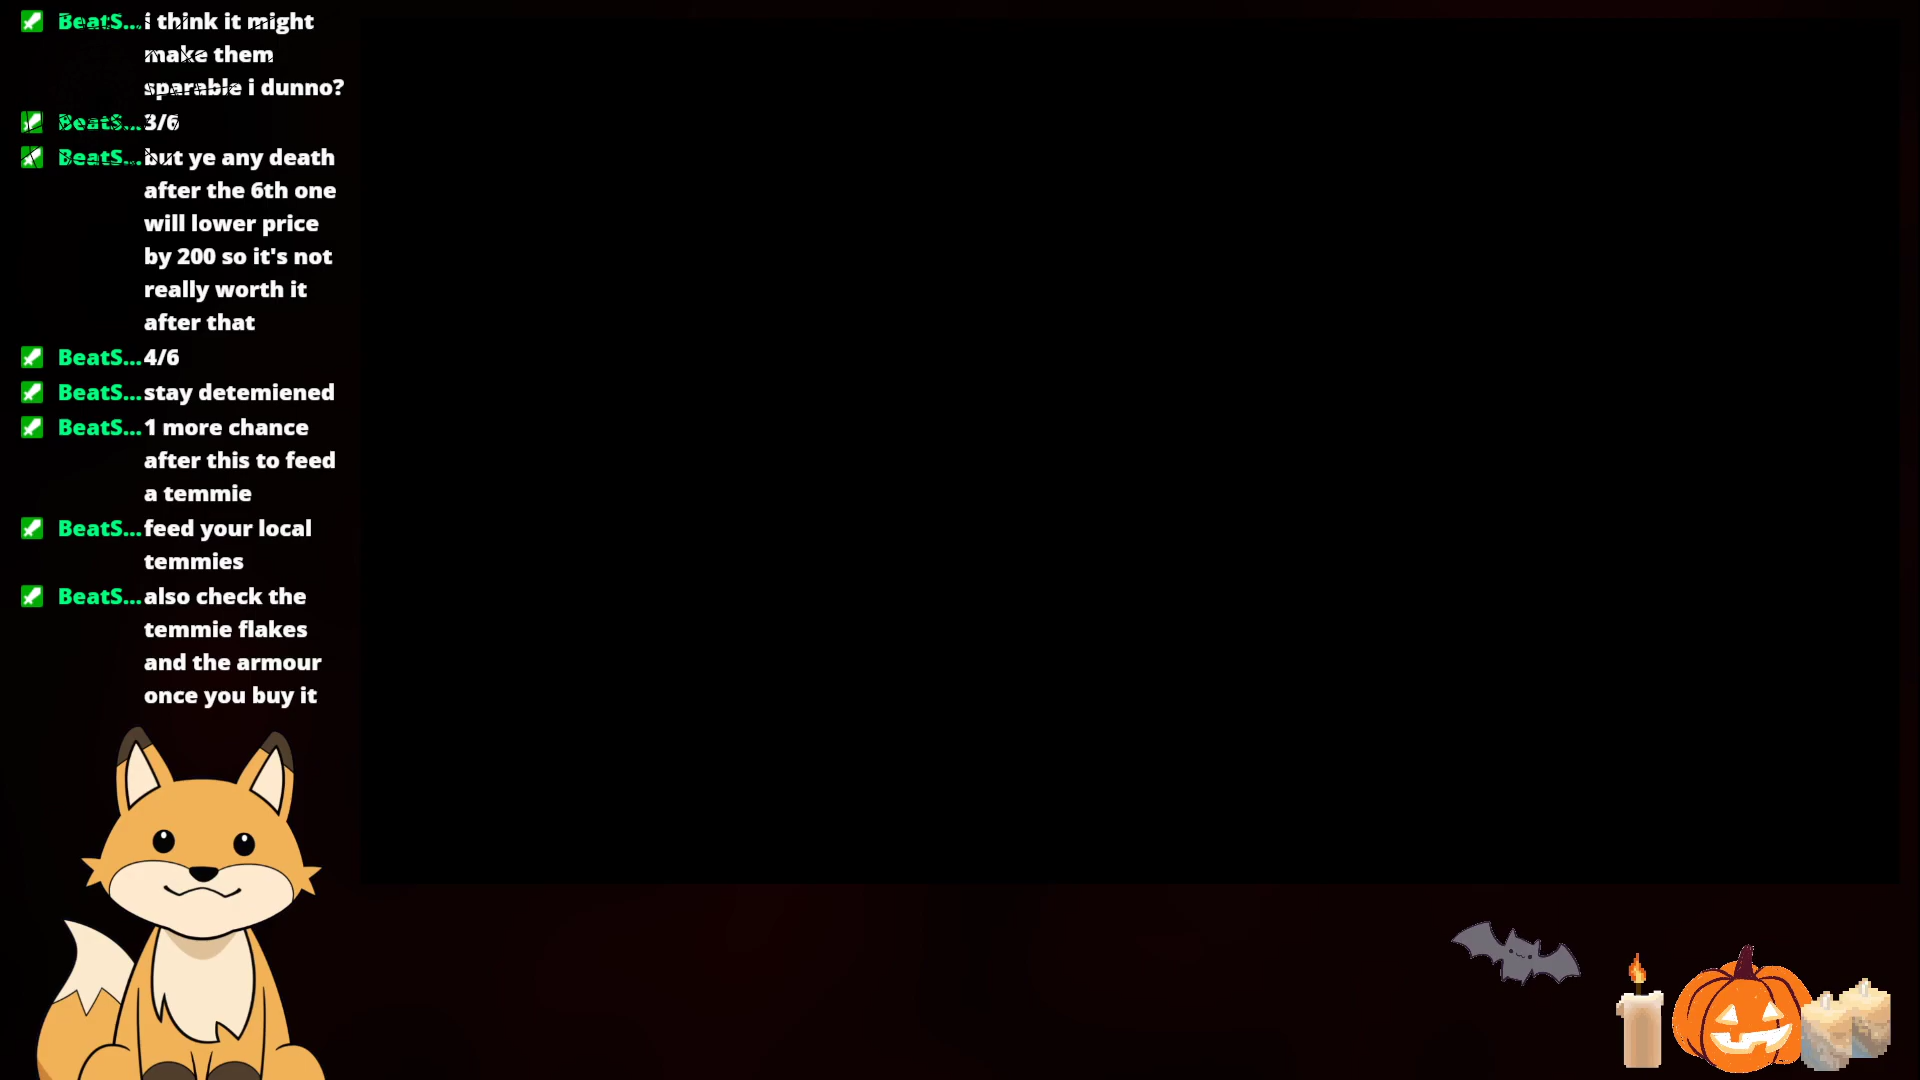 BeatS... i think it might
make them
sparable i dunno?
BeatS... 3/6
BeatS... but ye any death
after the 6th one
will lower price
by 200 so it's not
really worth it
after that
BeatS... 4/6
BeatS... stay detemiened
BeatS... 1 more chance
after this to feed
a temmie
BeatS... feed your local
temmies
BeatS... also check the
temmie flakes
and the armour
once you buy it